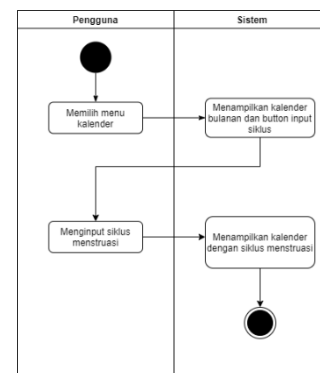 Pengguna
Sistem
Memilih menu
kalender
Menampilkan kalender
bulanan dan button input
siklus
Menginput siklus
menstruasi
Menampilkan kalender
dengan siklus menstruasi